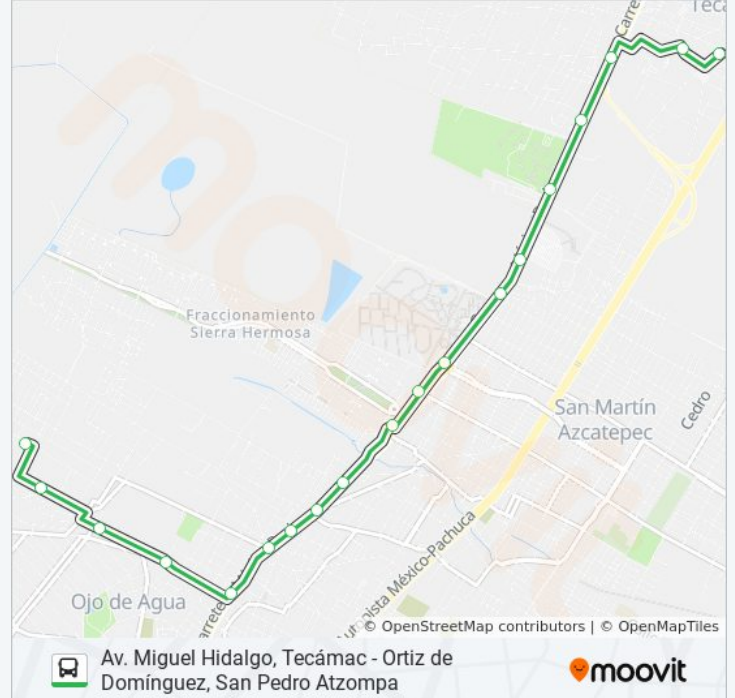 Carre
Tecá
Fraccionamiento
Sierra Hermosa
San Martín
Azcatepec
Cedro
Ojo de Agua
Autopista México-Pachuca
© OpenStreetMap contributors | © OpenMapTiles
Av. Miguel Hidalgo, Tecámac - Ortiz de
Domínguez, San Pedro Atzompa
moovit